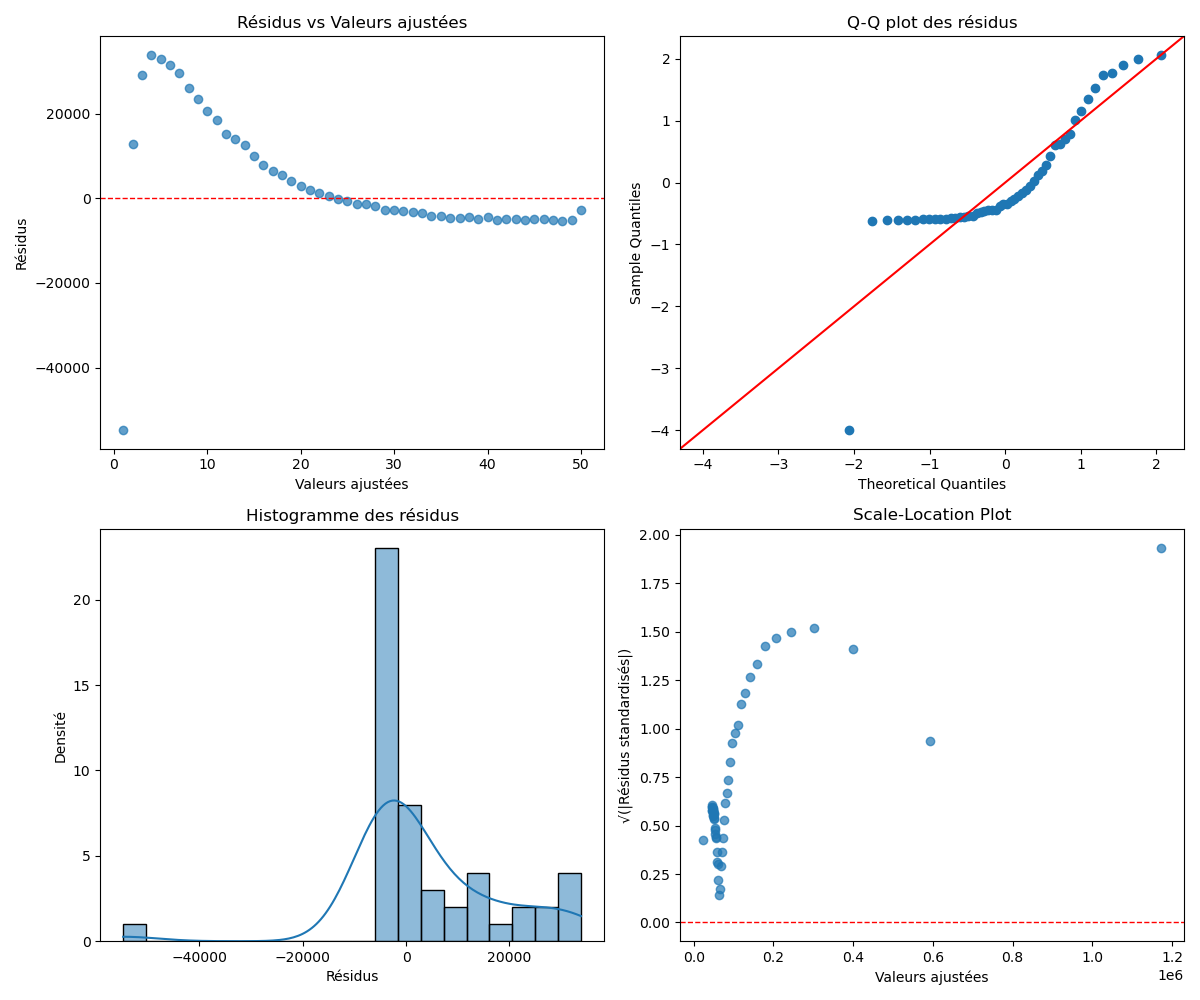 Résidus vs Valeurs ajustées
Résidus
20000
0
−20000
−40000
0 10 20 30 40 50
Valeurs ajustées
Q-Q plot des résidus
Sample Quantiles
2
1
0
−1
−2
−3
−4
−4 −3 −2 −1 0 1 2
Theoretical Quantiles
Histogramme des résidus
Densité
20
15
10
5
0
−40000 −20000 0 20000
Résidus
Scale-Location Plot
√(|Résidus standardisés|)
2.00
1.75
1.50
1.25
1.00
0.75
0.50
0.25
0.00
0.0 0.2 0.4 0.6 0.8 1.0 1.2
1e6
Valeurs ajustées